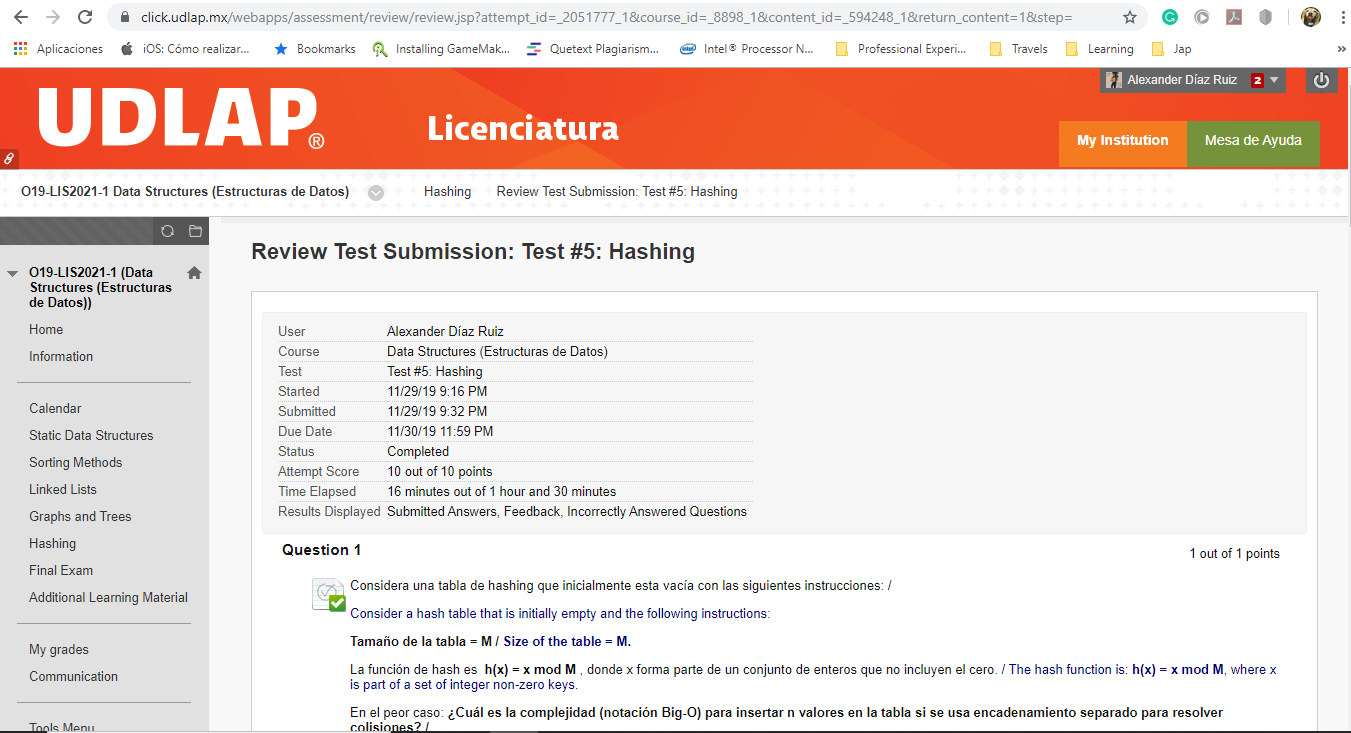 click.udlap.mx/webapps/assessment/review/review.jsp?attempt_id=_2051777_1&course_id=_8898_1&content_id=_594248_1&return_content=1&step=
Aplicaciones iOS: Cómo realizar... Bookmarks Installing GameMak... Quetext Plagiarism... Intel® Processor N... Professional Experi... Travels Learning Jap »
Alexander Díaz Ruiz 2
UDLAP®
Licenciatura
My Institution Mesa de Ayuda
O19-LIS2021-1 Data Structures (Estructuras de Datos) Hashing Review Test Submission: Test #5: Hashing
O19-LIS2021-1 (Data
Structures (Estructuras
de Datos))
Home
Information
Calendar
Static Data Structures
Sorting Methods
Linked Lists
Graphs and Trees
Hashing
Final Exam
Additional Learning Material
My grades
Communication
Tools Menu
Review Test Submission: Test #5: Hashing
User Alexander Díaz Ruiz
Course Data Structures (Estructuras de Datos)
Test Test #5: Hashing
Started 11/29/19 9:16 PM
Submitted 11/29/19 9:32 PM
Due Date 11/30/19 11:59 PM
Status Completed
Attempt Score 10 out of 10 points
Time Elapsed 16 minutes out of 1 hour and 30 minutes
Results Displayed Submitted Answers, Feedback, Incorrectly Answered Questions
Question 1
1 out of 1 points
Considera una tabla de hashing que inicialmente esta vacía con las siguientes instrucciones: /
Consider a hash table that is initially empty and the following instructions:
Tamaño de la tabla = M / Size of the table = M.
La función de hash es h(x) = x mod M , donde x forma parte de un conjunto de enteros que no incluyen el cero. / The hash function is: h(x) = x mod M, where x
is part of a set of integer non-zero keys.
En el peor caso: ¿Cuál es la complejidad (notación Big-O) para insertar n valores en la tabla si se usa encadenamiento separado para resolver
colisiones? /